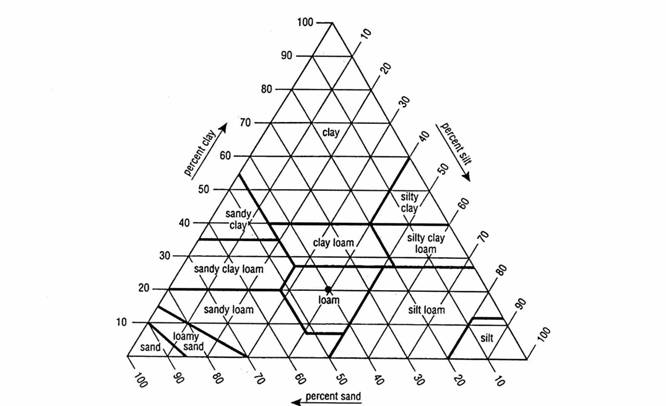 100
90
80
70
60
50
40
30
20
10
percent clay
10
20
30
40
50
60
70
80
90
100
percent silt
clay
silty
clay
sandy
clay
clay loam
silty clay
loam
sandy clay loam
loam
sandy loam
silt loam
loamy
sand
sand
silt
100
90
80
70
60
50
40
30
20
10
percent sand